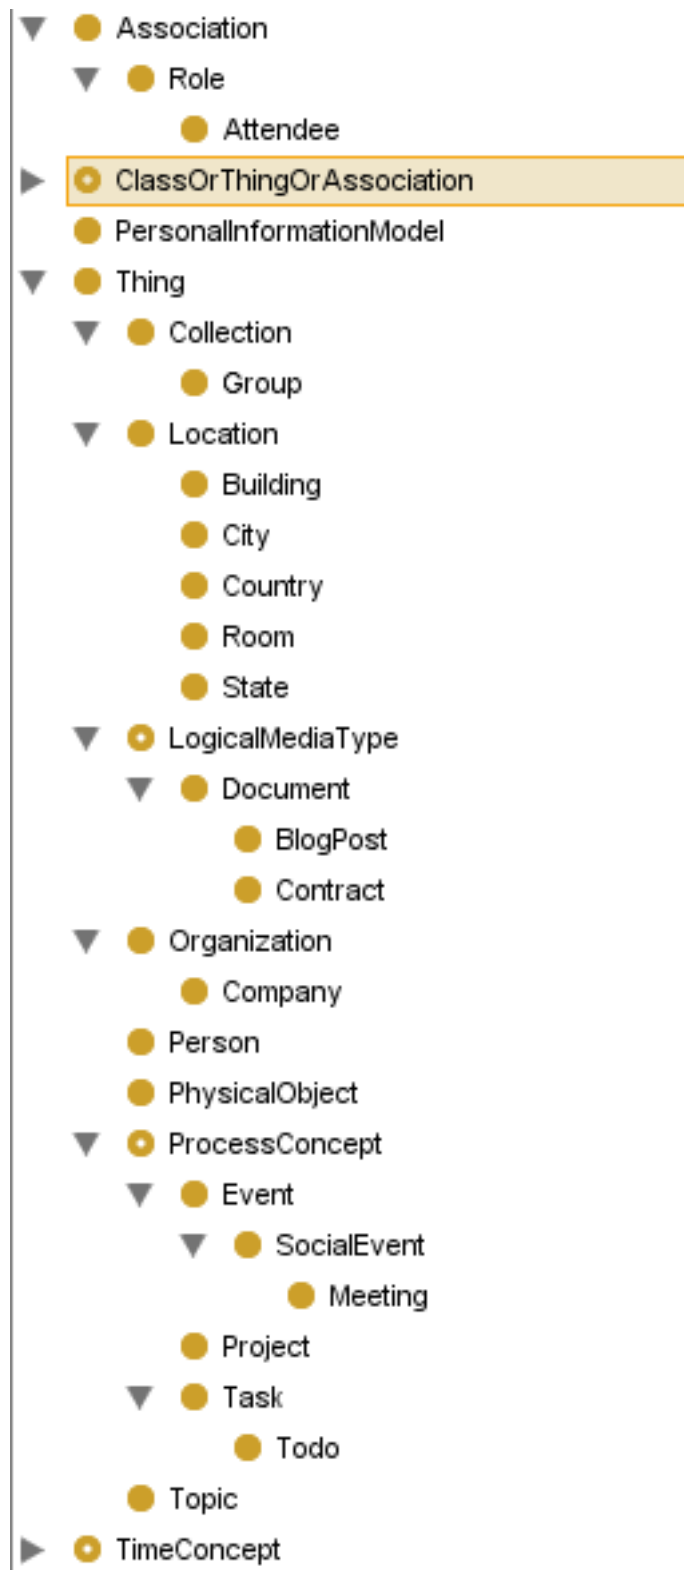 Association
Role
Attendee
ClassOrThingOrAssociation
PersonalInformationModel
Thing
Collection
Group
Location
Building
City
Country
Room
State
LogicalMediaType
Document
BlogPost
Contract
Organization
Company
Person
PhysicalObject
ProcessConcept
Event
SocialEvent
Meeting
Project
Task
Todo
Topic
TimeConcept